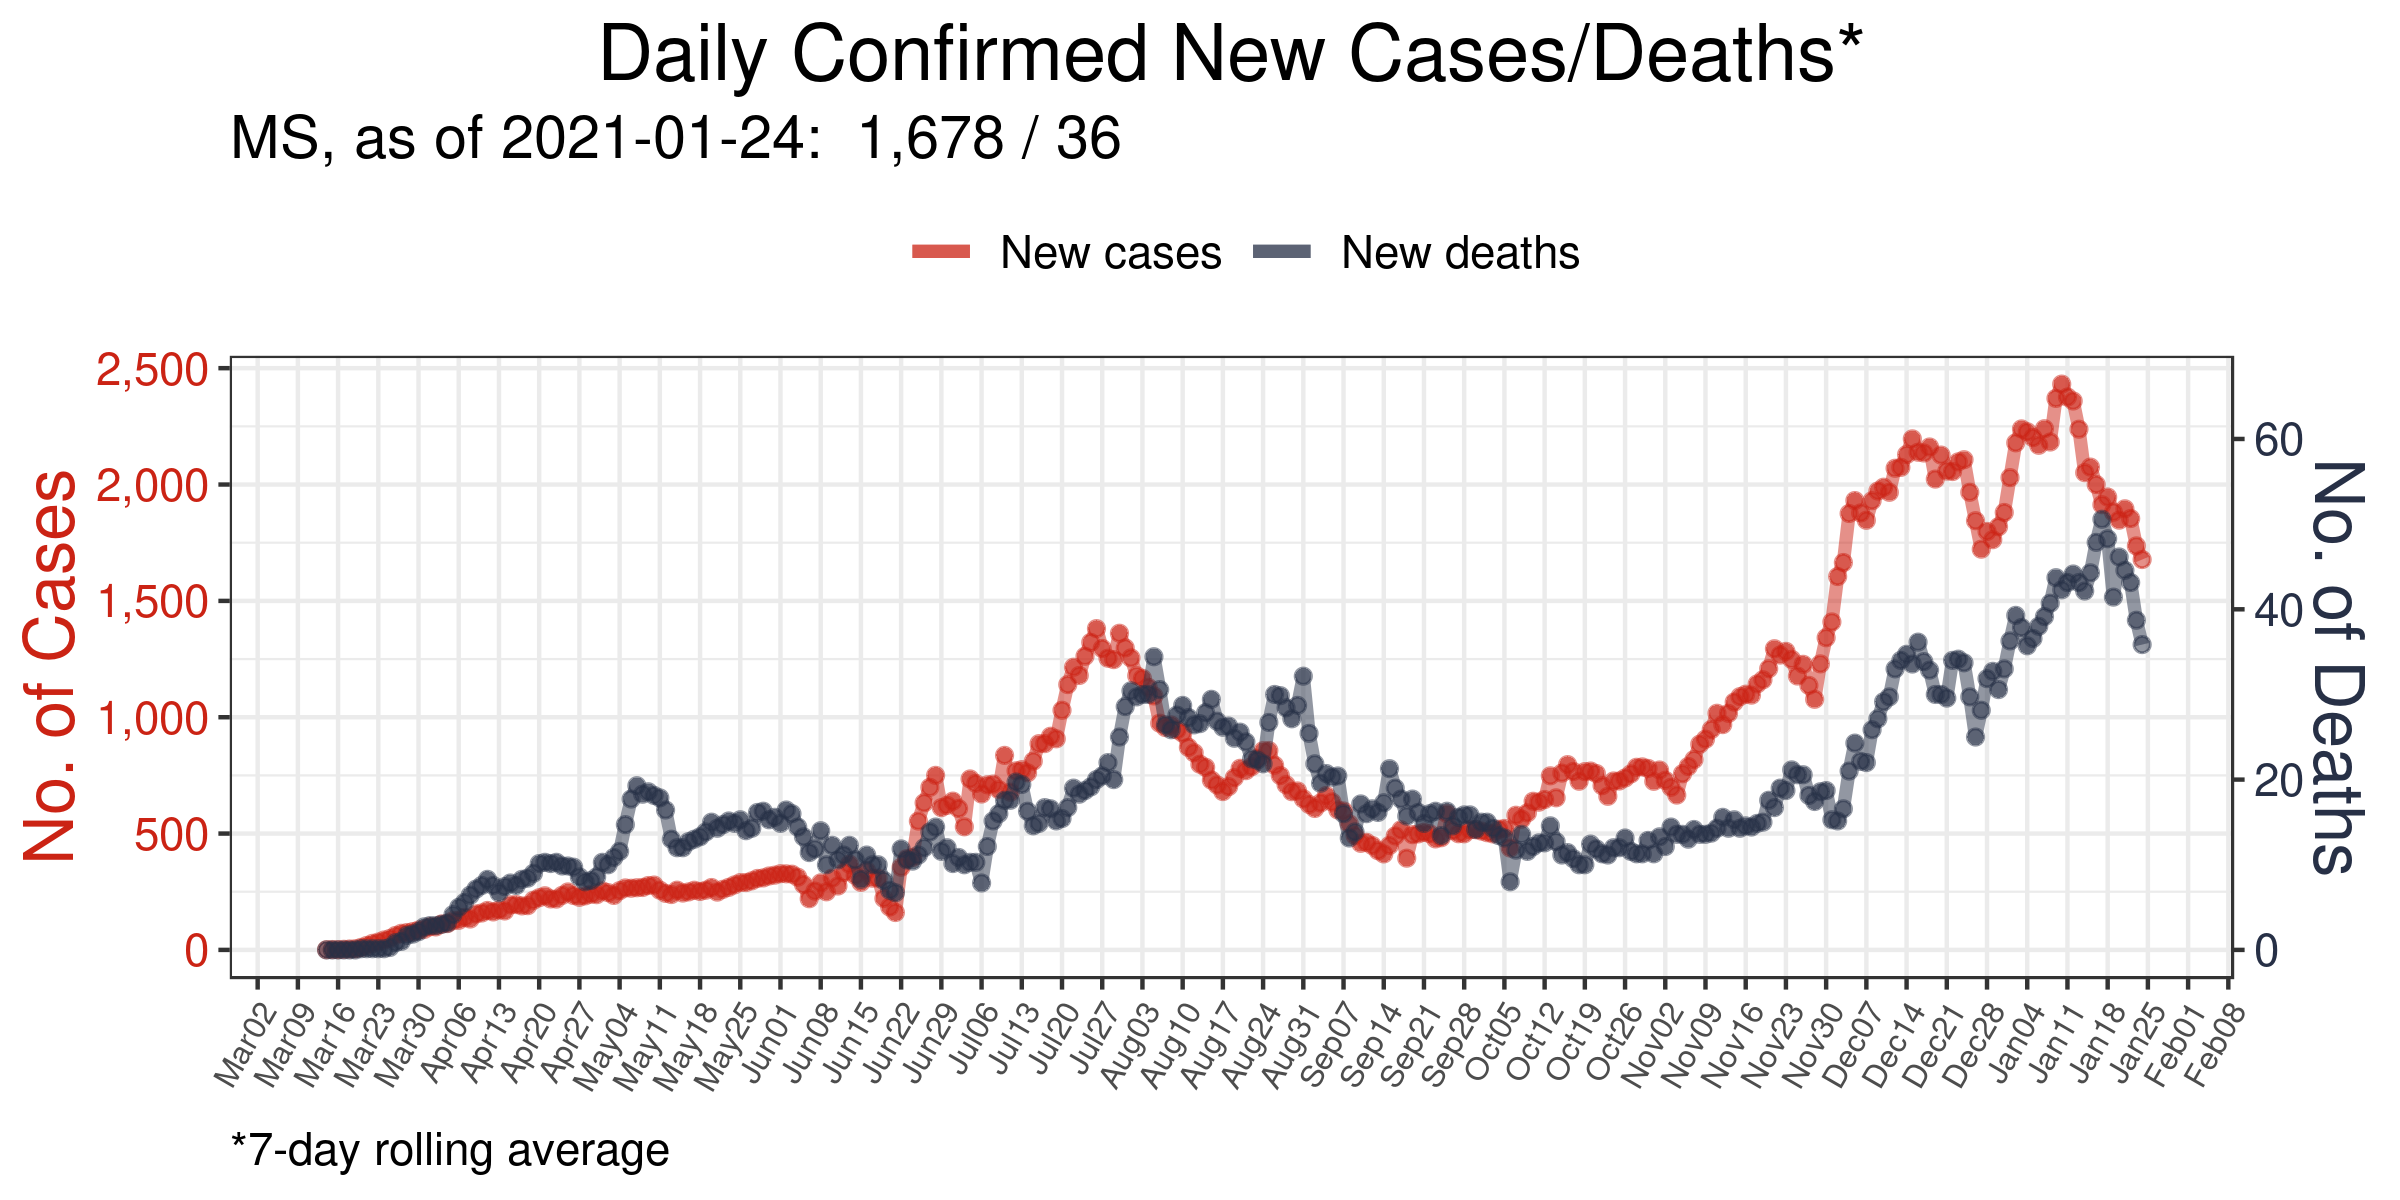 Daily Confirmed New Cases/Deaths*
MS, as of 2021-01-24:  1,678 / 36
New cases
New deaths
No. of Cases
2,500
2,000
1,500
1,000
500
0
60
40
20
0
No. of Deaths
Mar02
Mar09
Mar16
Mar23
Mar30
Apr06
Apr13
Apr20
Apr27
May04
May11
May18
May25
Jun01
Jun08
Jun15
Jun22
Jun29
Jul06
Jul13
Jul20
Jul27
Aug03
Aug10
Aug17
Aug24
Aug31
Sep07
Sep14
Sep21
Sep28
Oct05
Oct12
Oct19
Oct26
Nov02
Nov09
Nov16
Nov23
Nov30
Dec07
Dec14
Dec21
Dec28
Jan04
Jan11
Jan18
Jan25
Feb01
Feb08
*7-day rolling average